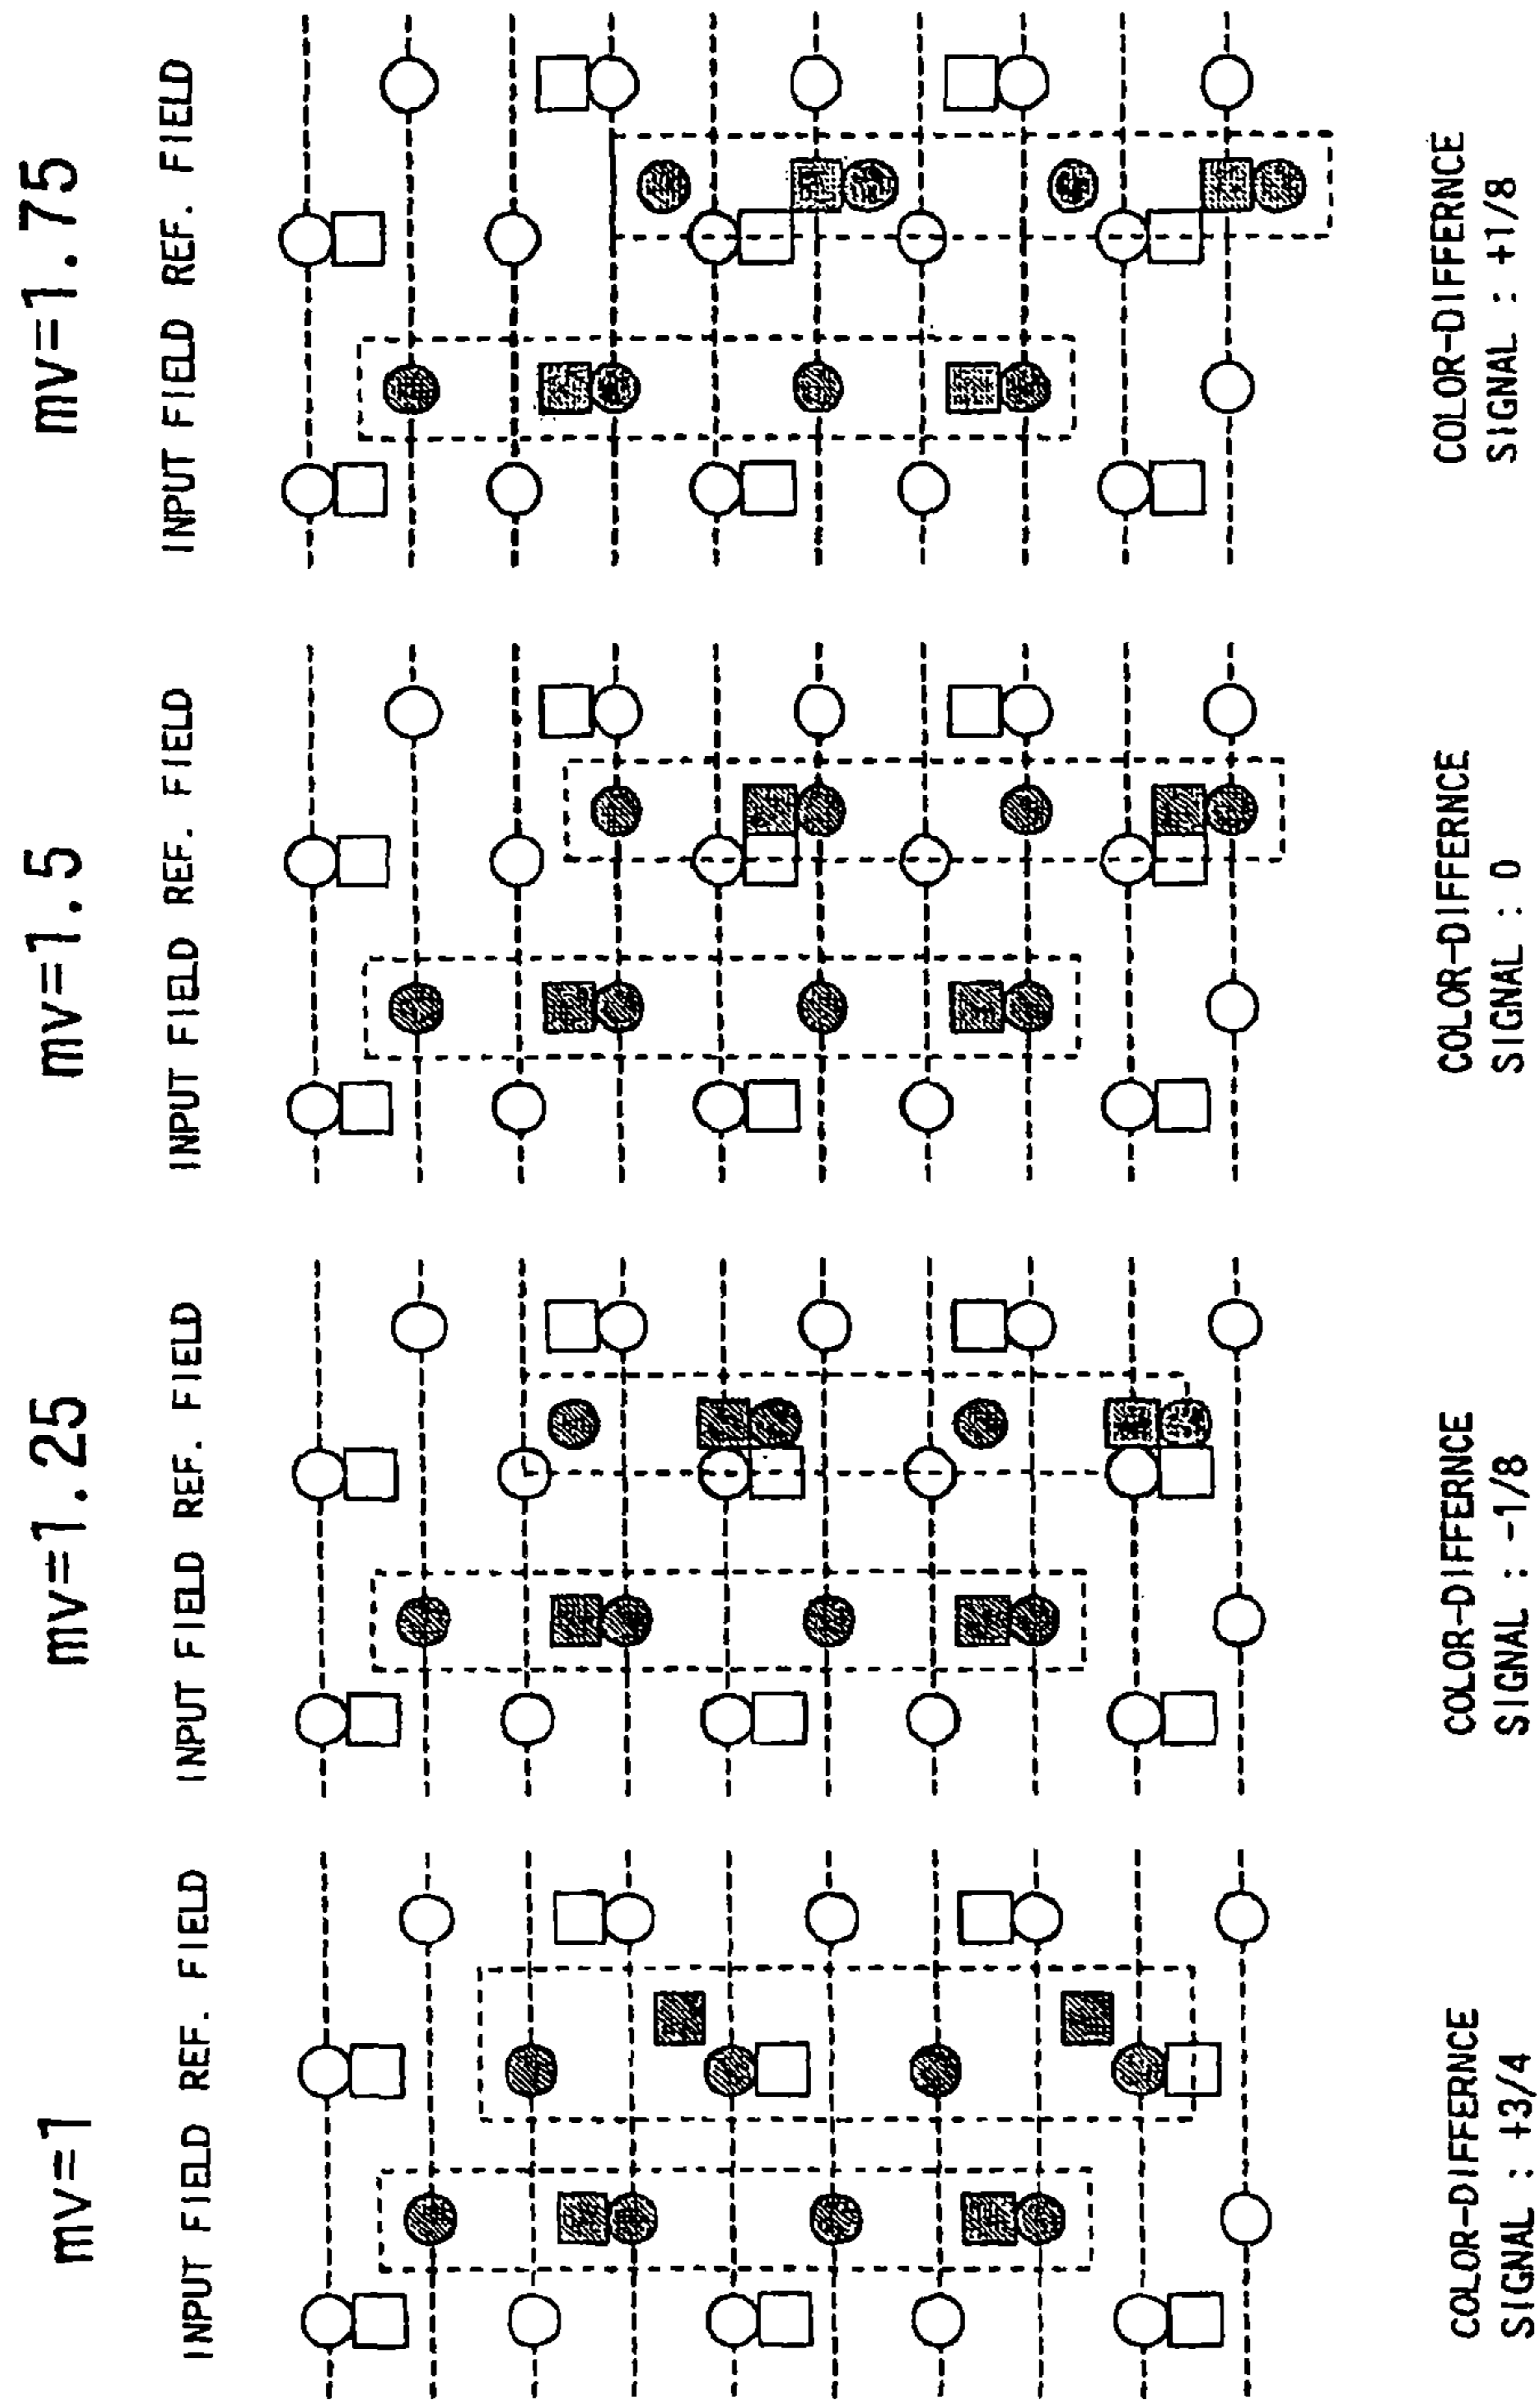 mv=1
INPUT FIELD REF. FIELD
COLOR-DIFFERNCE
SIGNAL : +3/4
mv=1.25
INPUT FIELD REF. FIELD
COLOR-DIFFERNCE
SIGNAL : -1/8
mv=1.5
INPUT FIELD REF. FIELD
COLOR-DIFFERNCE
SIGNAL : 0
mv=1.75
INPUT FIELD REF. FIELD
COLOR-DIFFERNCE
SIGNAL : +1/8